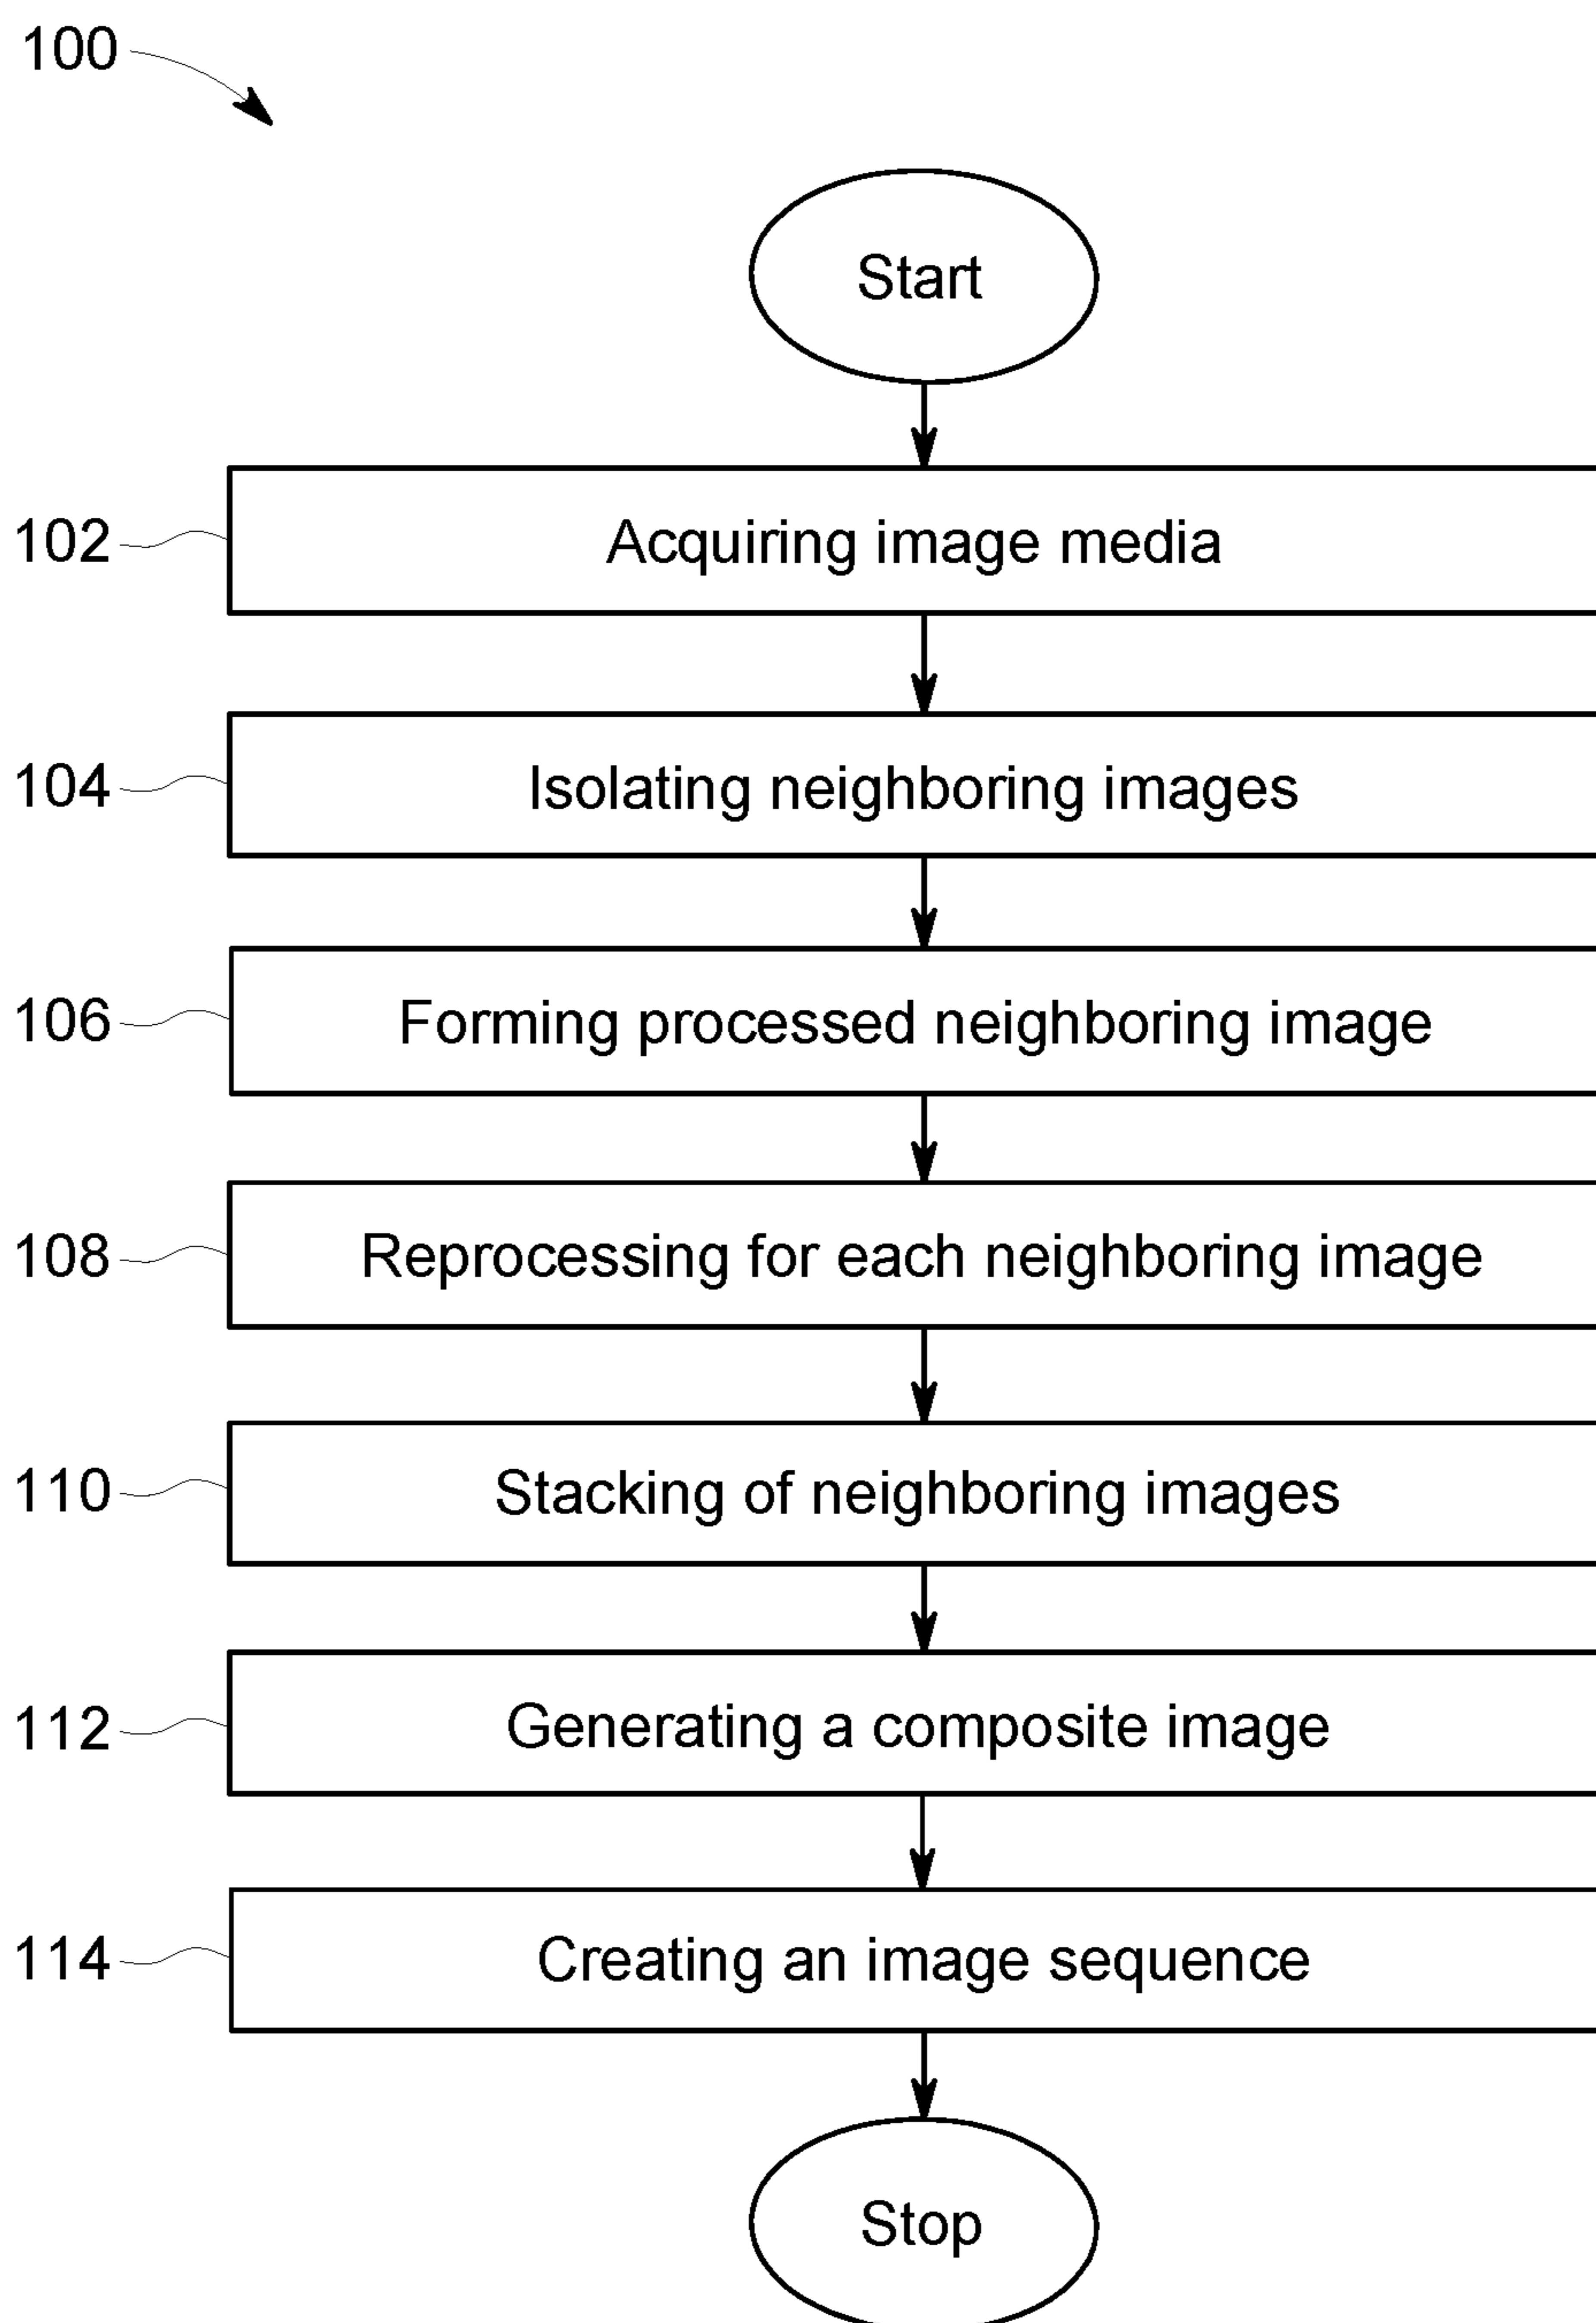 100
Start
102 Acquiring image media
104 Isolating neighboring images
106 Forming processed neighboring image
108 Reprocessing for each neighboring image
110 Stacking of neighboring images
112 Generating a composite image
114 Creating an image sequence
Stop